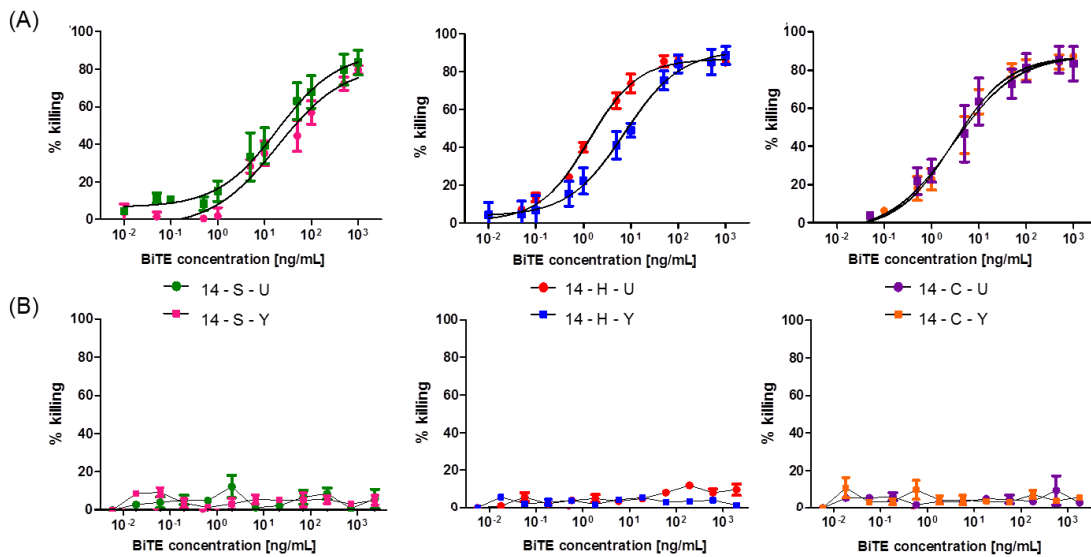 (A)
% killing
100
80
60
40
20
0
10⁻² 10⁻¹ 10⁰ 10¹ 10² 10³
BiTE concentration [ng/mL]
% killing
100
80
60
40
20
0
10⁻² 10⁻¹ 10⁰ 10¹ 10² 10³
BiTE concentration [ng/mL]
% killing
100
80
60
40
20
0
10⁻² 10⁻¹ 10⁰ 10¹ 10² 10³
BiTE concentration [ng/mL]
14 - S - U
14 - S - Y
14 - H - U
14 - H - Y
14 - C - U
14 - C - Y
(B)
% killing
100
80
60
40
20
0
10⁻² 10⁻¹ 10⁰ 10¹ 10² 10³
BiTE concentration [ng/mL]
% killing
100
80
60
40
20
0
10⁻² 10⁻¹ 10⁰ 10¹ 10² 10³
BiTE concentration [ng/mL]
% killing
100
80
60
40
20
0
10⁻² 10⁻¹ 10⁰ 10¹ 10² 10³
BiTE concentration [ng/mL]